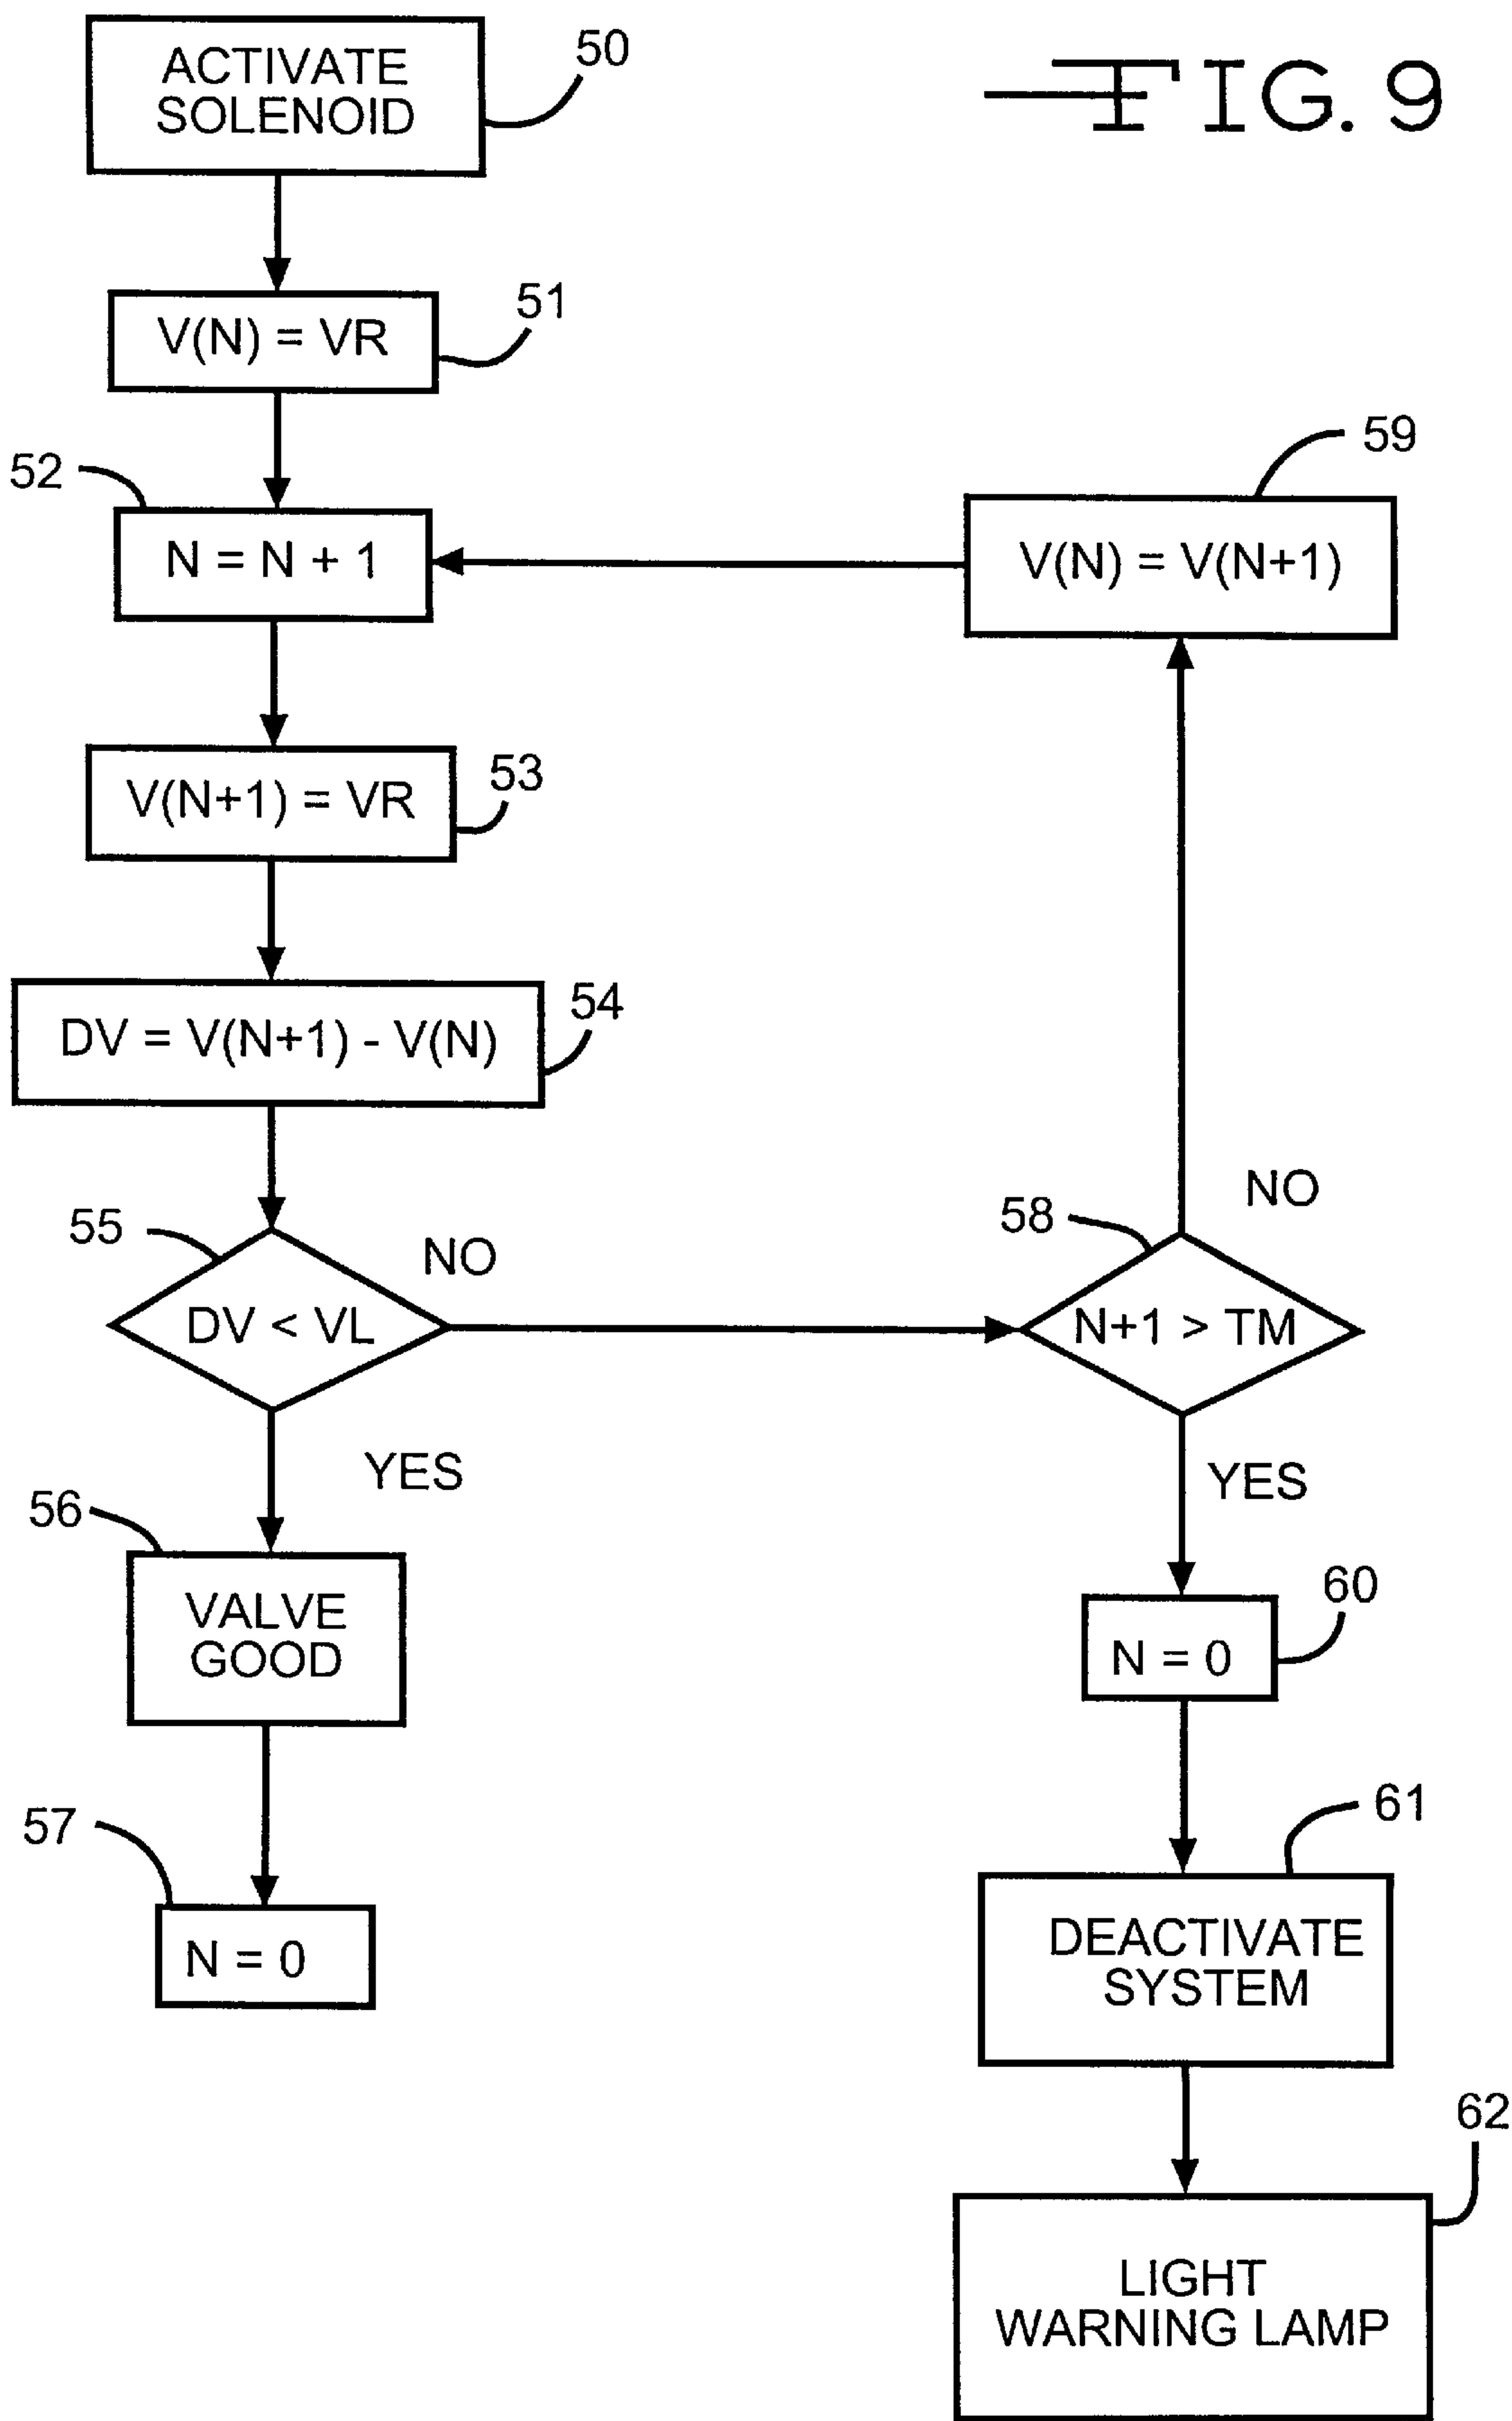 FIG. 9
ACTIVATE
SOLENOID
50
V(N) = VR
51
52
N = N + 1
59
V(N) = V(N+1)
V(N+1) = VR
53
DV = V(N+1) - V(N)
54
55
DV < VL
NO
58
N+1 > TM
NO
YES
YES
56
VALVE
GOOD
57
N = 0
60
N = 0
61
DEACTIVATE
SYSTEM
62
LIGHT
WARNING LAMP